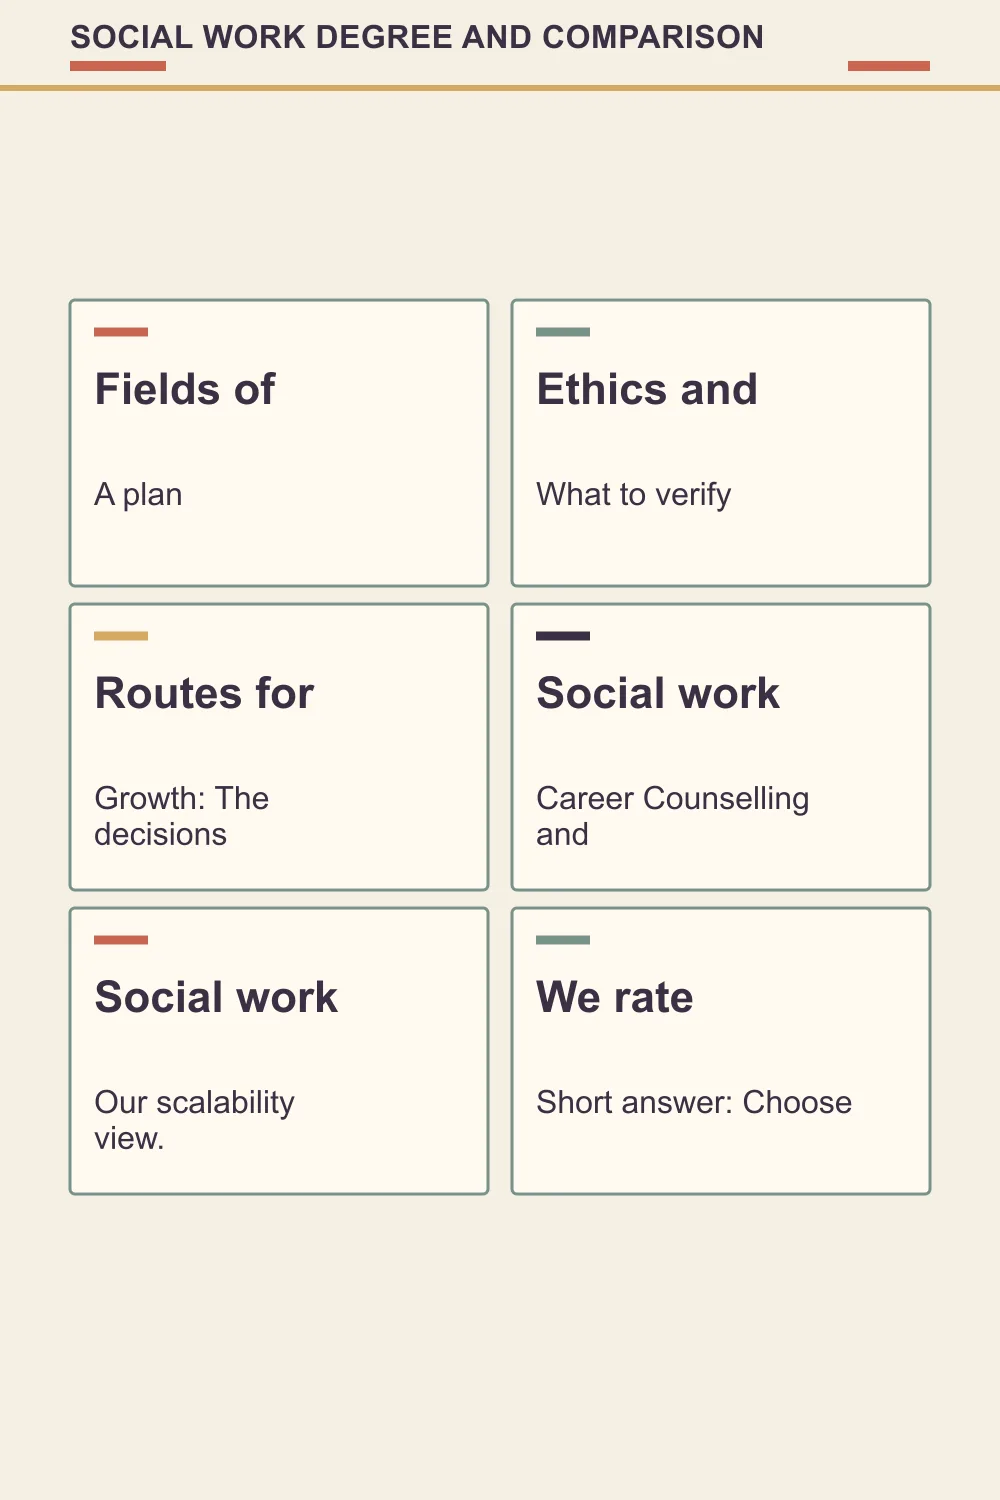 SOCIAL WORK DEGREE AND COMPARISON
Fields of
A plan
Ethics and
What to verify
Routes for
Growth: The
decisions
Social work
Career Counselling
and
Social work
Our scalability
view.
We rate
Short answer: Choose